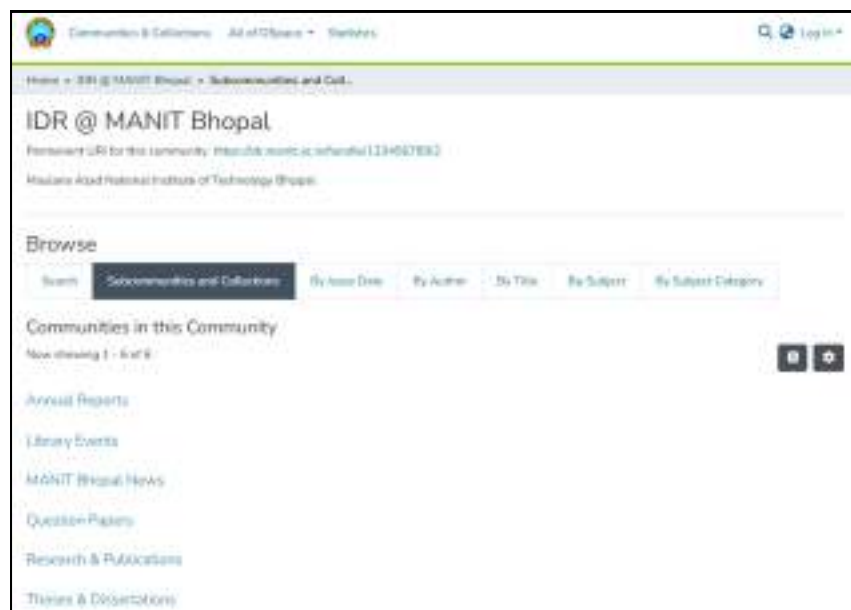 Communities & Collections All of DSpace Statistics Log In
Home • IDR @ MANIT Bhopal • Subcommunities and Coll...
IDR @ MANIT Bhopal
Permanent URI for this community
Maulana Azad National Institute of Technology Bhopal
Browse
Search Subcommunities and Collections By Issue Date By Author By Title By Subject By Subject Category
Communities in this Community
Now showing 1 - 6 of 6
Annual Reports
Library Events
MANIT Bhopal News
Question Papers
Research & Publications
Theses & Dissertations